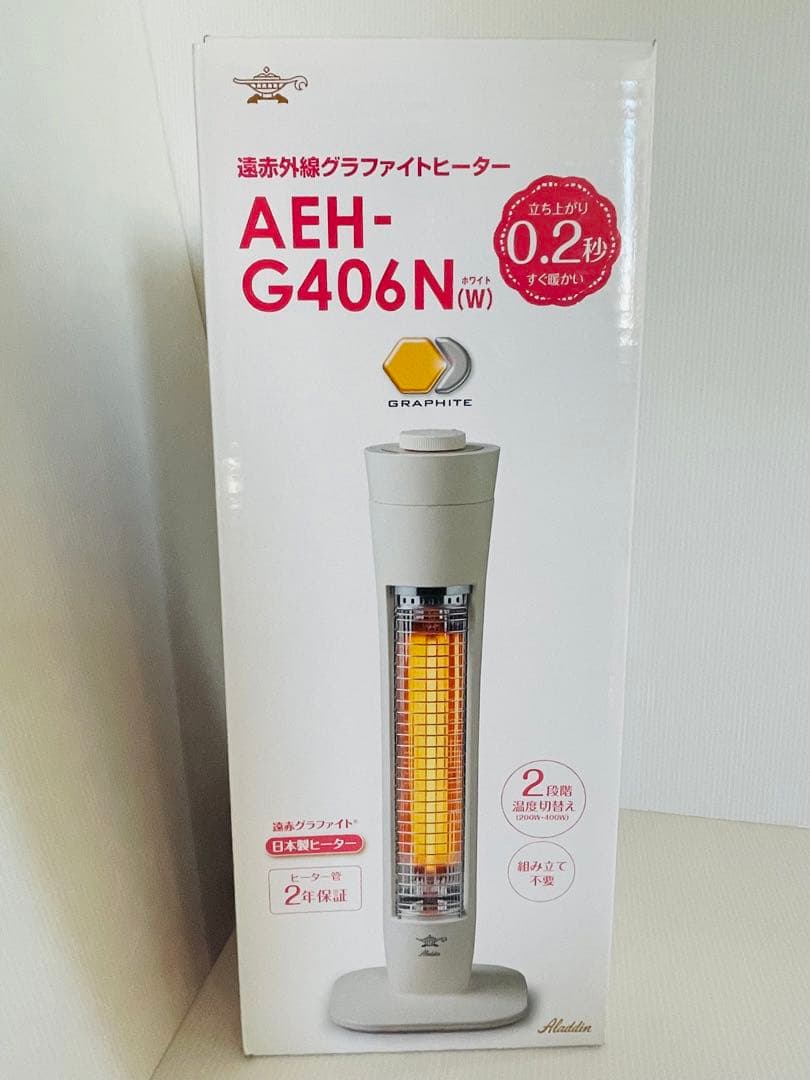 遠赤外線グラファイトヒーター
AEH-
G406N(W)
ホワイト
立ち上がり
0.2秒
すぐ暖かい
GRAPHITE
2段階
温度切替え
(200W-400W)
遠赤グラファイト®
日本製ヒーター
ヒーター管
2年保証
組み立て
不要
Aladdin
Aladdin